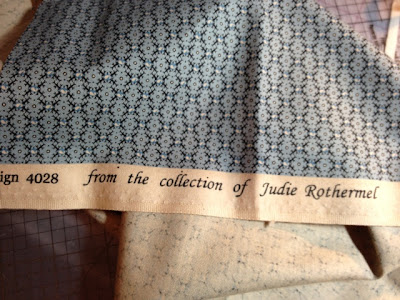 ign 4028 from the collection of Judie Rothermel